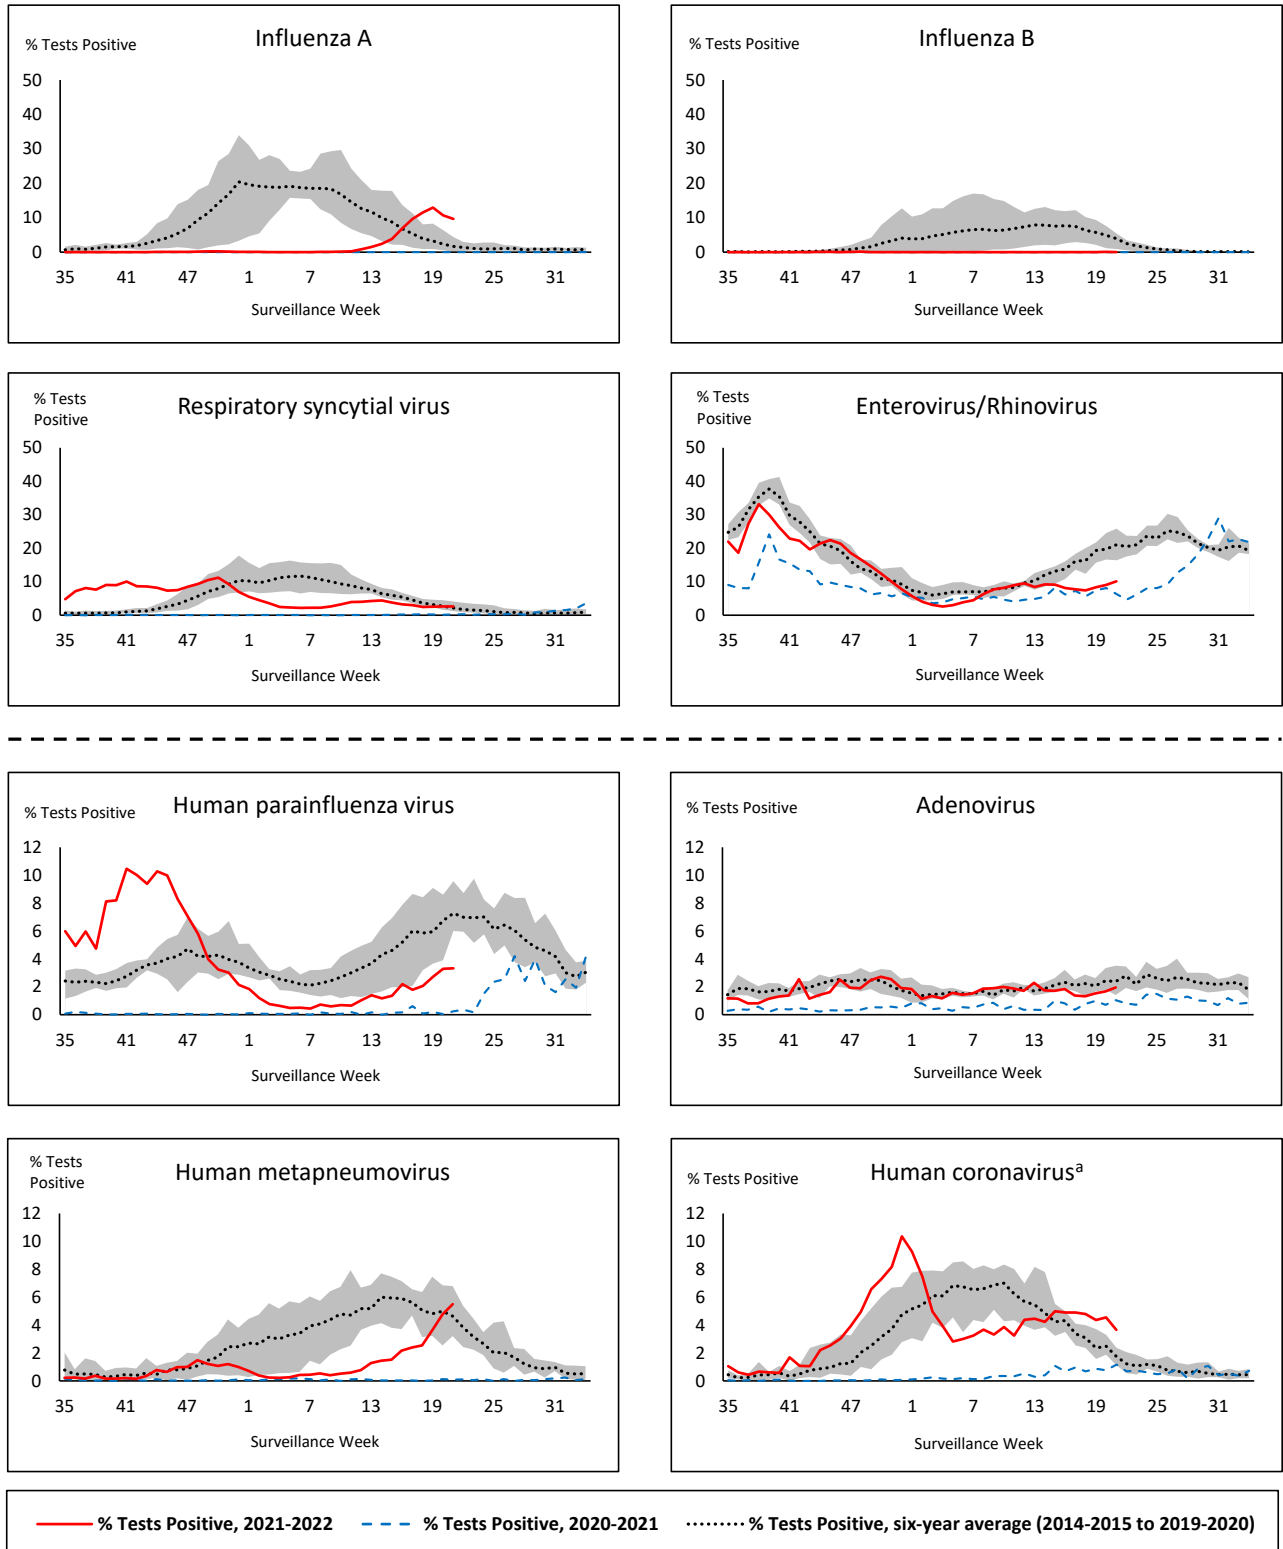 Influenza A
% Tests Positive
50
40
30
20
10
0
35 41 47 1 7 13 19 25 31
Surveillance Week
Influenza B
% Tests Positive
50
40
30
20
10
0
35 41 47 1 7 13 19 25 31
Surveillance Week
Respiratory syncytial virus
% Tests
Positive
50
40
30
20
10
0
35 41 47 1 7 13 19 25 31
Surveillance Week
Enterovirus/Rhinovirus
% Tests
Positive
50
40
30
20
10
0
35 41 47 1 7 13 19 25 31
Surveillance Week
Human parainfluenza virus
% Tests Positive
12
10
8
6
4
2
0
35 41 47 1 7 13 19 25 31
Surveillance Week
Adenovirus
% Tests Positive
12
10
8
6
4
2
0
35 41 47 1 7 13 19 25 31
Surveillance Week
Human metapneumovirus
% Tests
Positive
12
10
8
6
4
2
0
35 41 47 1 7 13 19 25 31
Surveillance Week
Human coronavirusᵃ
% Tests Positive
12
10
8
6
4
2
0
35 41 47 1 7 13 19 25 31
Surveillance Week
% Tests Positive, 2021-2022 % Tests Positive, 2020-2021 % Tests Positive, six-year average (2014-2015 to 2019-2020)